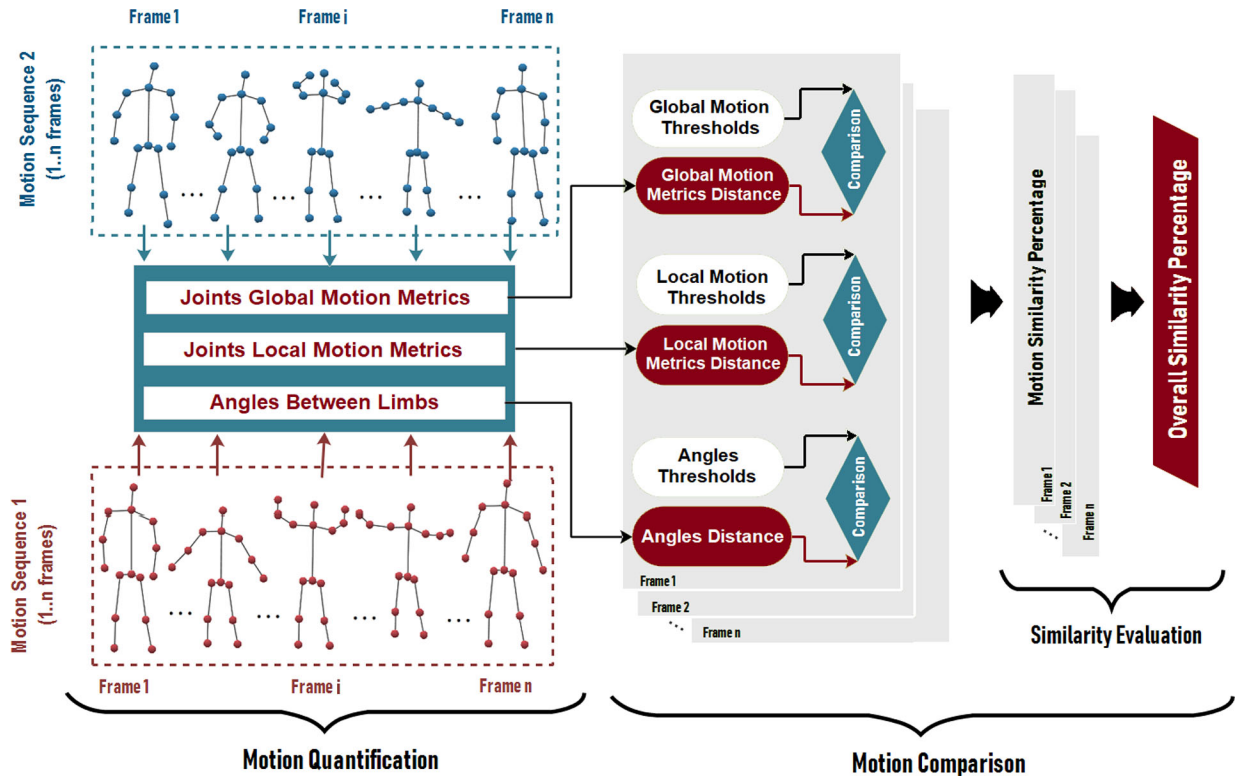 Frame 1
Frame i
Frame n
Motion Sequence 2
(1..n frames)
... ... ... ...
Joints Global Motion Metrics
Joints Local Motion Metrics
Angles Between Limbs
Motion Sequence 1
(1..n frames)
... ... ... ...
Frame 1
Frame i
Frame n
Motion Quantification
Global Motion
Thresholds
Global Motion
Metrics Distance
Comparison
Local Motion
Thresholds
Local Motion
Metrics Distance
Comparison
Angles
Thresholds
Angles Distance
Comparison
Frame 1
Frame 2
...
Frame n
Motion Comparison
Motion Similarity Percentage
Frame 1
Frame 2
...
Frame n
Overall Similarity Percentage
Similarity Evaluation